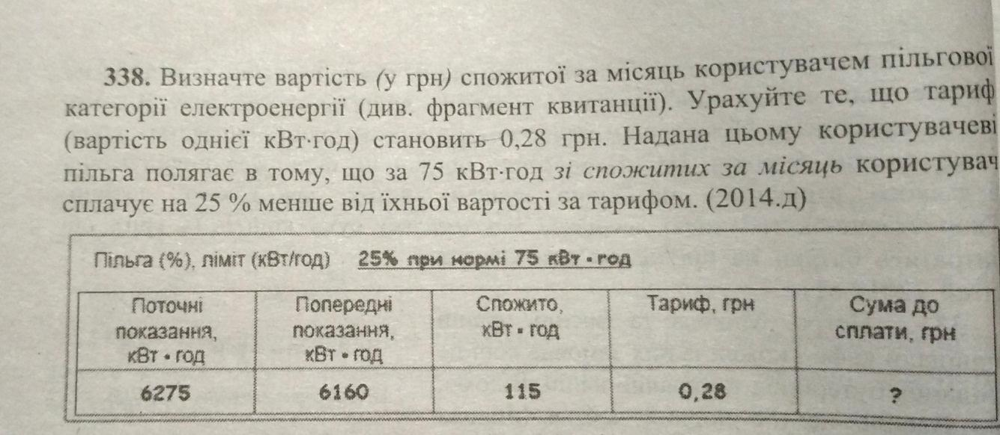 338. Визначте вартість (у грн) спожитої за місяць користувачем пільгової
категорії електроенергії (див. фрагмент квитанції). Урахуйте те, що тариф
(вартість однієї кВт·год) становить 0,28 грн. Надана цьому користувачеві
пільга полягає в тому, що за 75 кВт·год зі спожитих за місяць користувач
сплачує на 25 % менше від їхньої вартості за тарифом. (2014.д)
Пільга (%), ліміт (кВт/год) 25% при нормі 75 кВт · год
Поточні показання, кВт · год
Попередні показання, кВт · год
Спожито, кВт · год
Тариф, грн
Сума до сплати, грн
6275 6160 115 0,28 ?